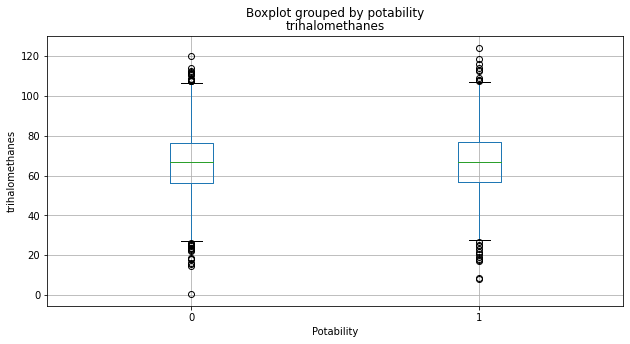 Boxplot grouped by potability
trihalomethanes
120
100
80
60
40
20
0
trihalomethanes
0 1
Potability